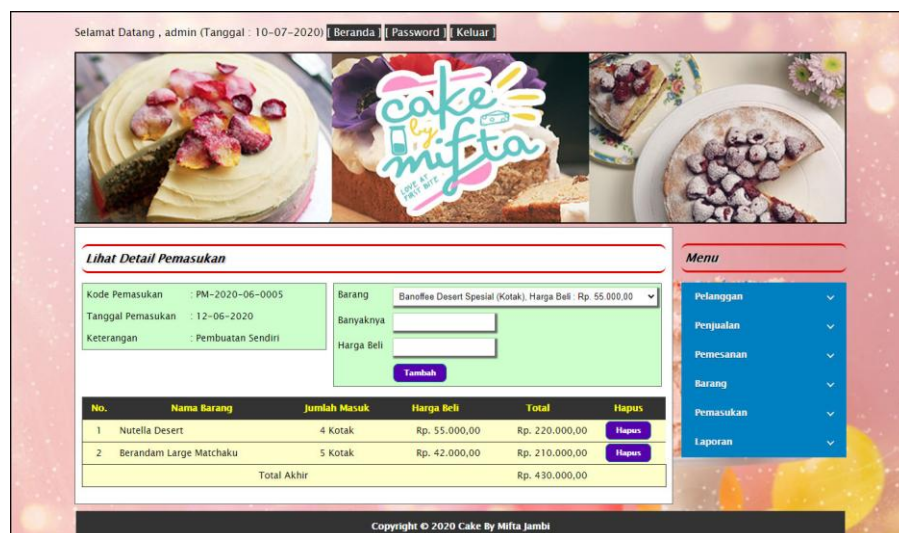 Selamat Datang , admin (Tanggal : 10-07-2020) [ Beranda ] [ Password ] [ Keluar ]
cake
by
mifta
LOVE AT
FIRST BITE
Lihat Detail Pemasukan
Kode Pemasukan : PM-2020-06-0005
Tanggal Pemasukan : 12-06-2020
Keterangan : Pembuatan Sendiri
Barang Banoffee Desert Spesial (Kotak), Harga Beli : Rp. 55.000,00
Banyaknya
Harga Beli
Tambah
No. Nama Barang Jumlah Masuk Harga Beli Total Hapus
1 Nutella Desert 4 Kotak Rp. 55.000,00 Rp. 220.000,00 Hapus
2 Berandam Large Matchaku 5 Kotak Rp. 42.000,00 Rp. 210.000,00 Hapus
Total Akhir Rp. 430.000,00
Menu
Pelanggan
Penjualan
Pemesanan
Barang
Pemasukan
Laporan
Copyright © 2020 Cake By Mifta Jambi